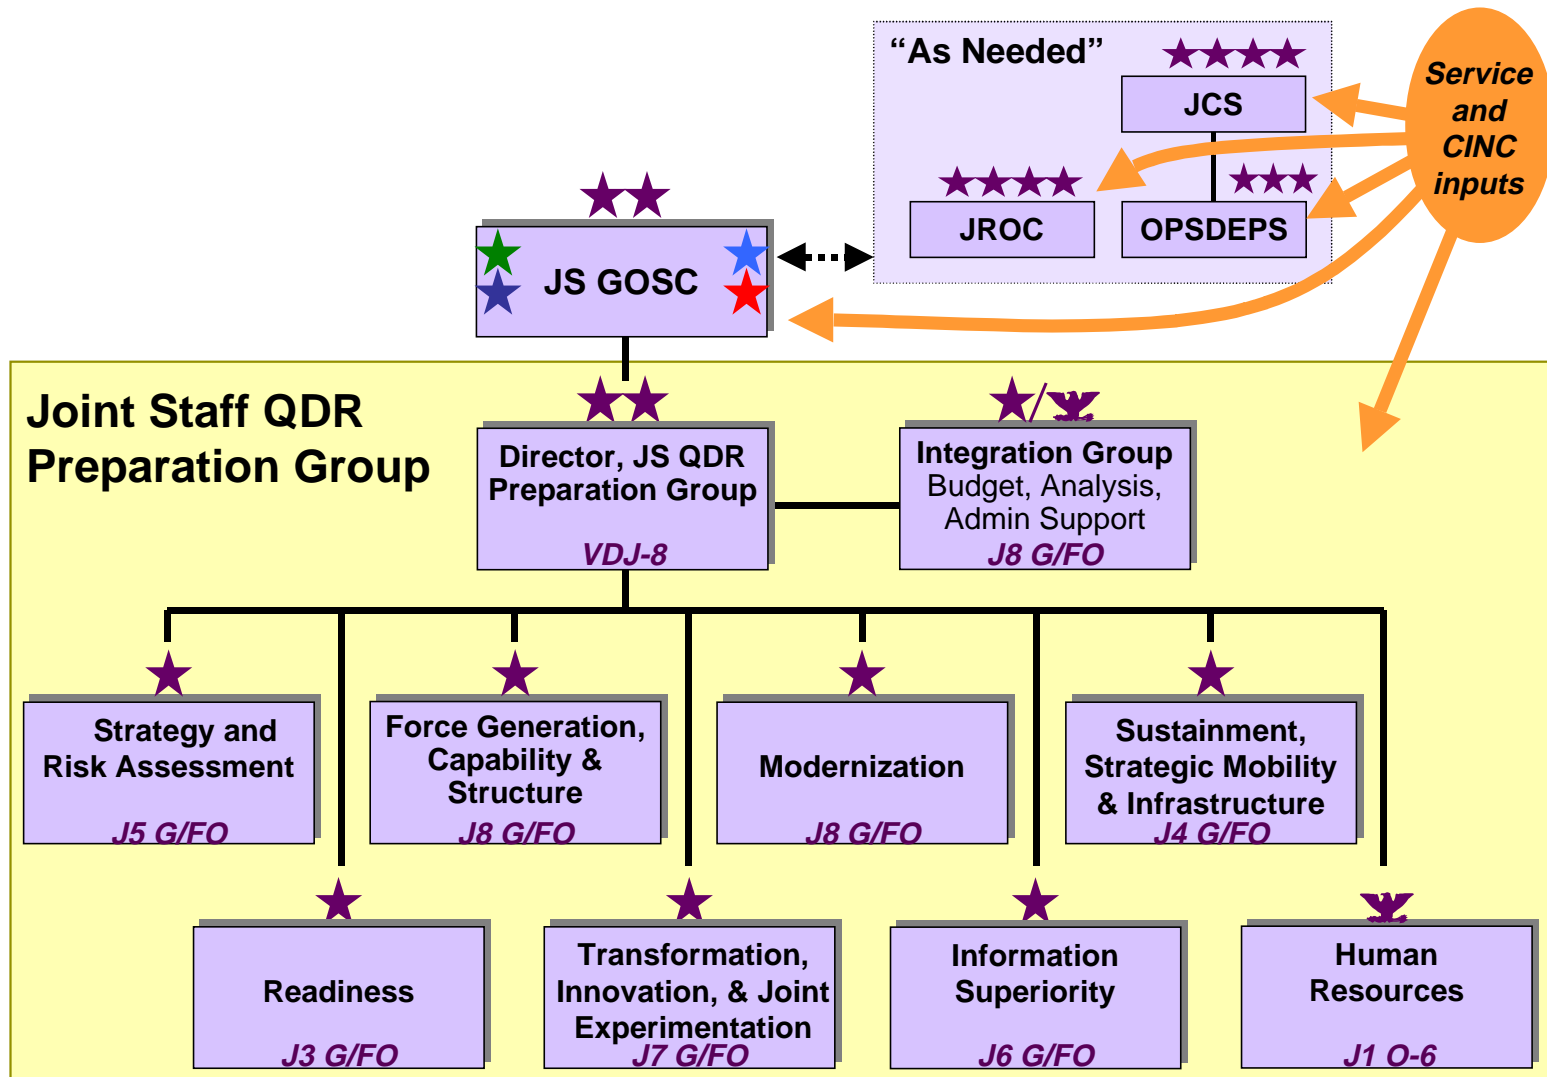 “As Needed”
JCS
JROC
OPSDEPS
Service
and
CINC
inputs
JS GOSC
Joint Staff QDR
Preparation Group
Director, JS QDR
Preparation Group
VDJ-8
Integration Group
Budget, Analysis,
Admin Support
J8 G/FO
Strategy and
Risk Assessment
J5 G/FO
Force Generation,
Capability &
Structure
J8 G/FO
Modernization
J8 G/FO
Sustainment,
Strategic Mobility
& Infrastructure
J4 G/FO
Readiness
J3 G/FO
Transformation,
Innovation, & Joint
Experimentation
J7 G/FO
Information
Superiority
J6 G/FO
Human
Resources
J1 O-6